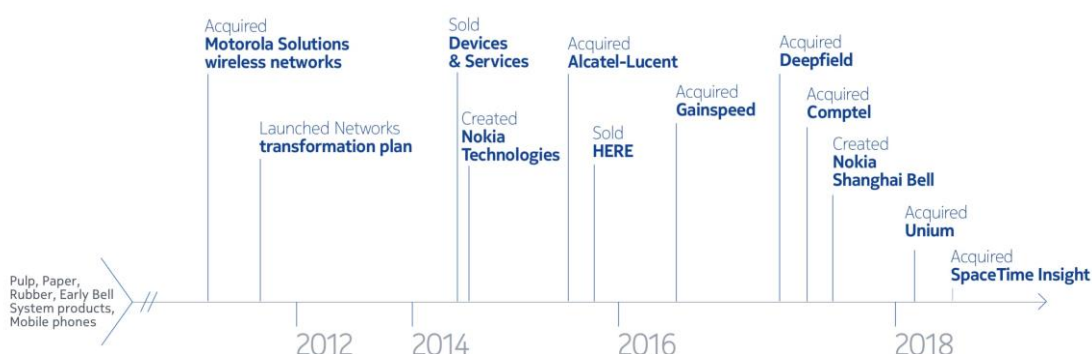 Acquired
Motorola Solutions
wireless networks
Launched Networks
transformation plan
Sold
Devices
& Services
Created
Nokia
Technologies
Acquired
Alcatel-Lucent
Sold
HERE
Acquired
Gainspeed
Acquired
Deepfield
Acquired
Comptel
Created
Nokia
Shanghai Bell
Acquired
Unium
Acquired
SpaceTime Insight
Pulp, Paper,
Rubber, Early Bell
System products,
Mobile phones
2012
2014
2016
2018